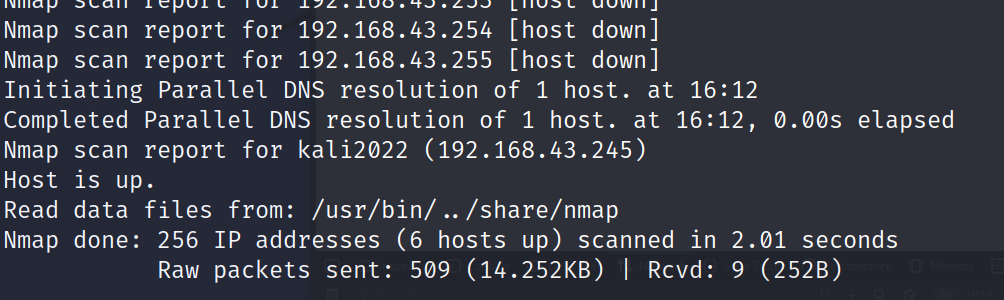 Nmap scan report for 192.168.43.253 [host down]
Nmap scan report for 192.168.43.254 [host down]
Nmap scan report for 192.168.43.255 [host down]
Initiating Parallel DNS resolution of 1 host. at 16:12
Completed Parallel DNS resolution of 1 host. at 16:12, 0.00s elapsed
Nmap scan report for kali2022 (192.168.43.245)
Host is up.
Read data files from: /usr/bin/../share/nmap
Nmap done: 256 IP addresses (6 hosts up) scanned in 2.01 seconds
Raw packets sent: 509 (14.252KB) | Rcvd: 9 (252B)
Memory